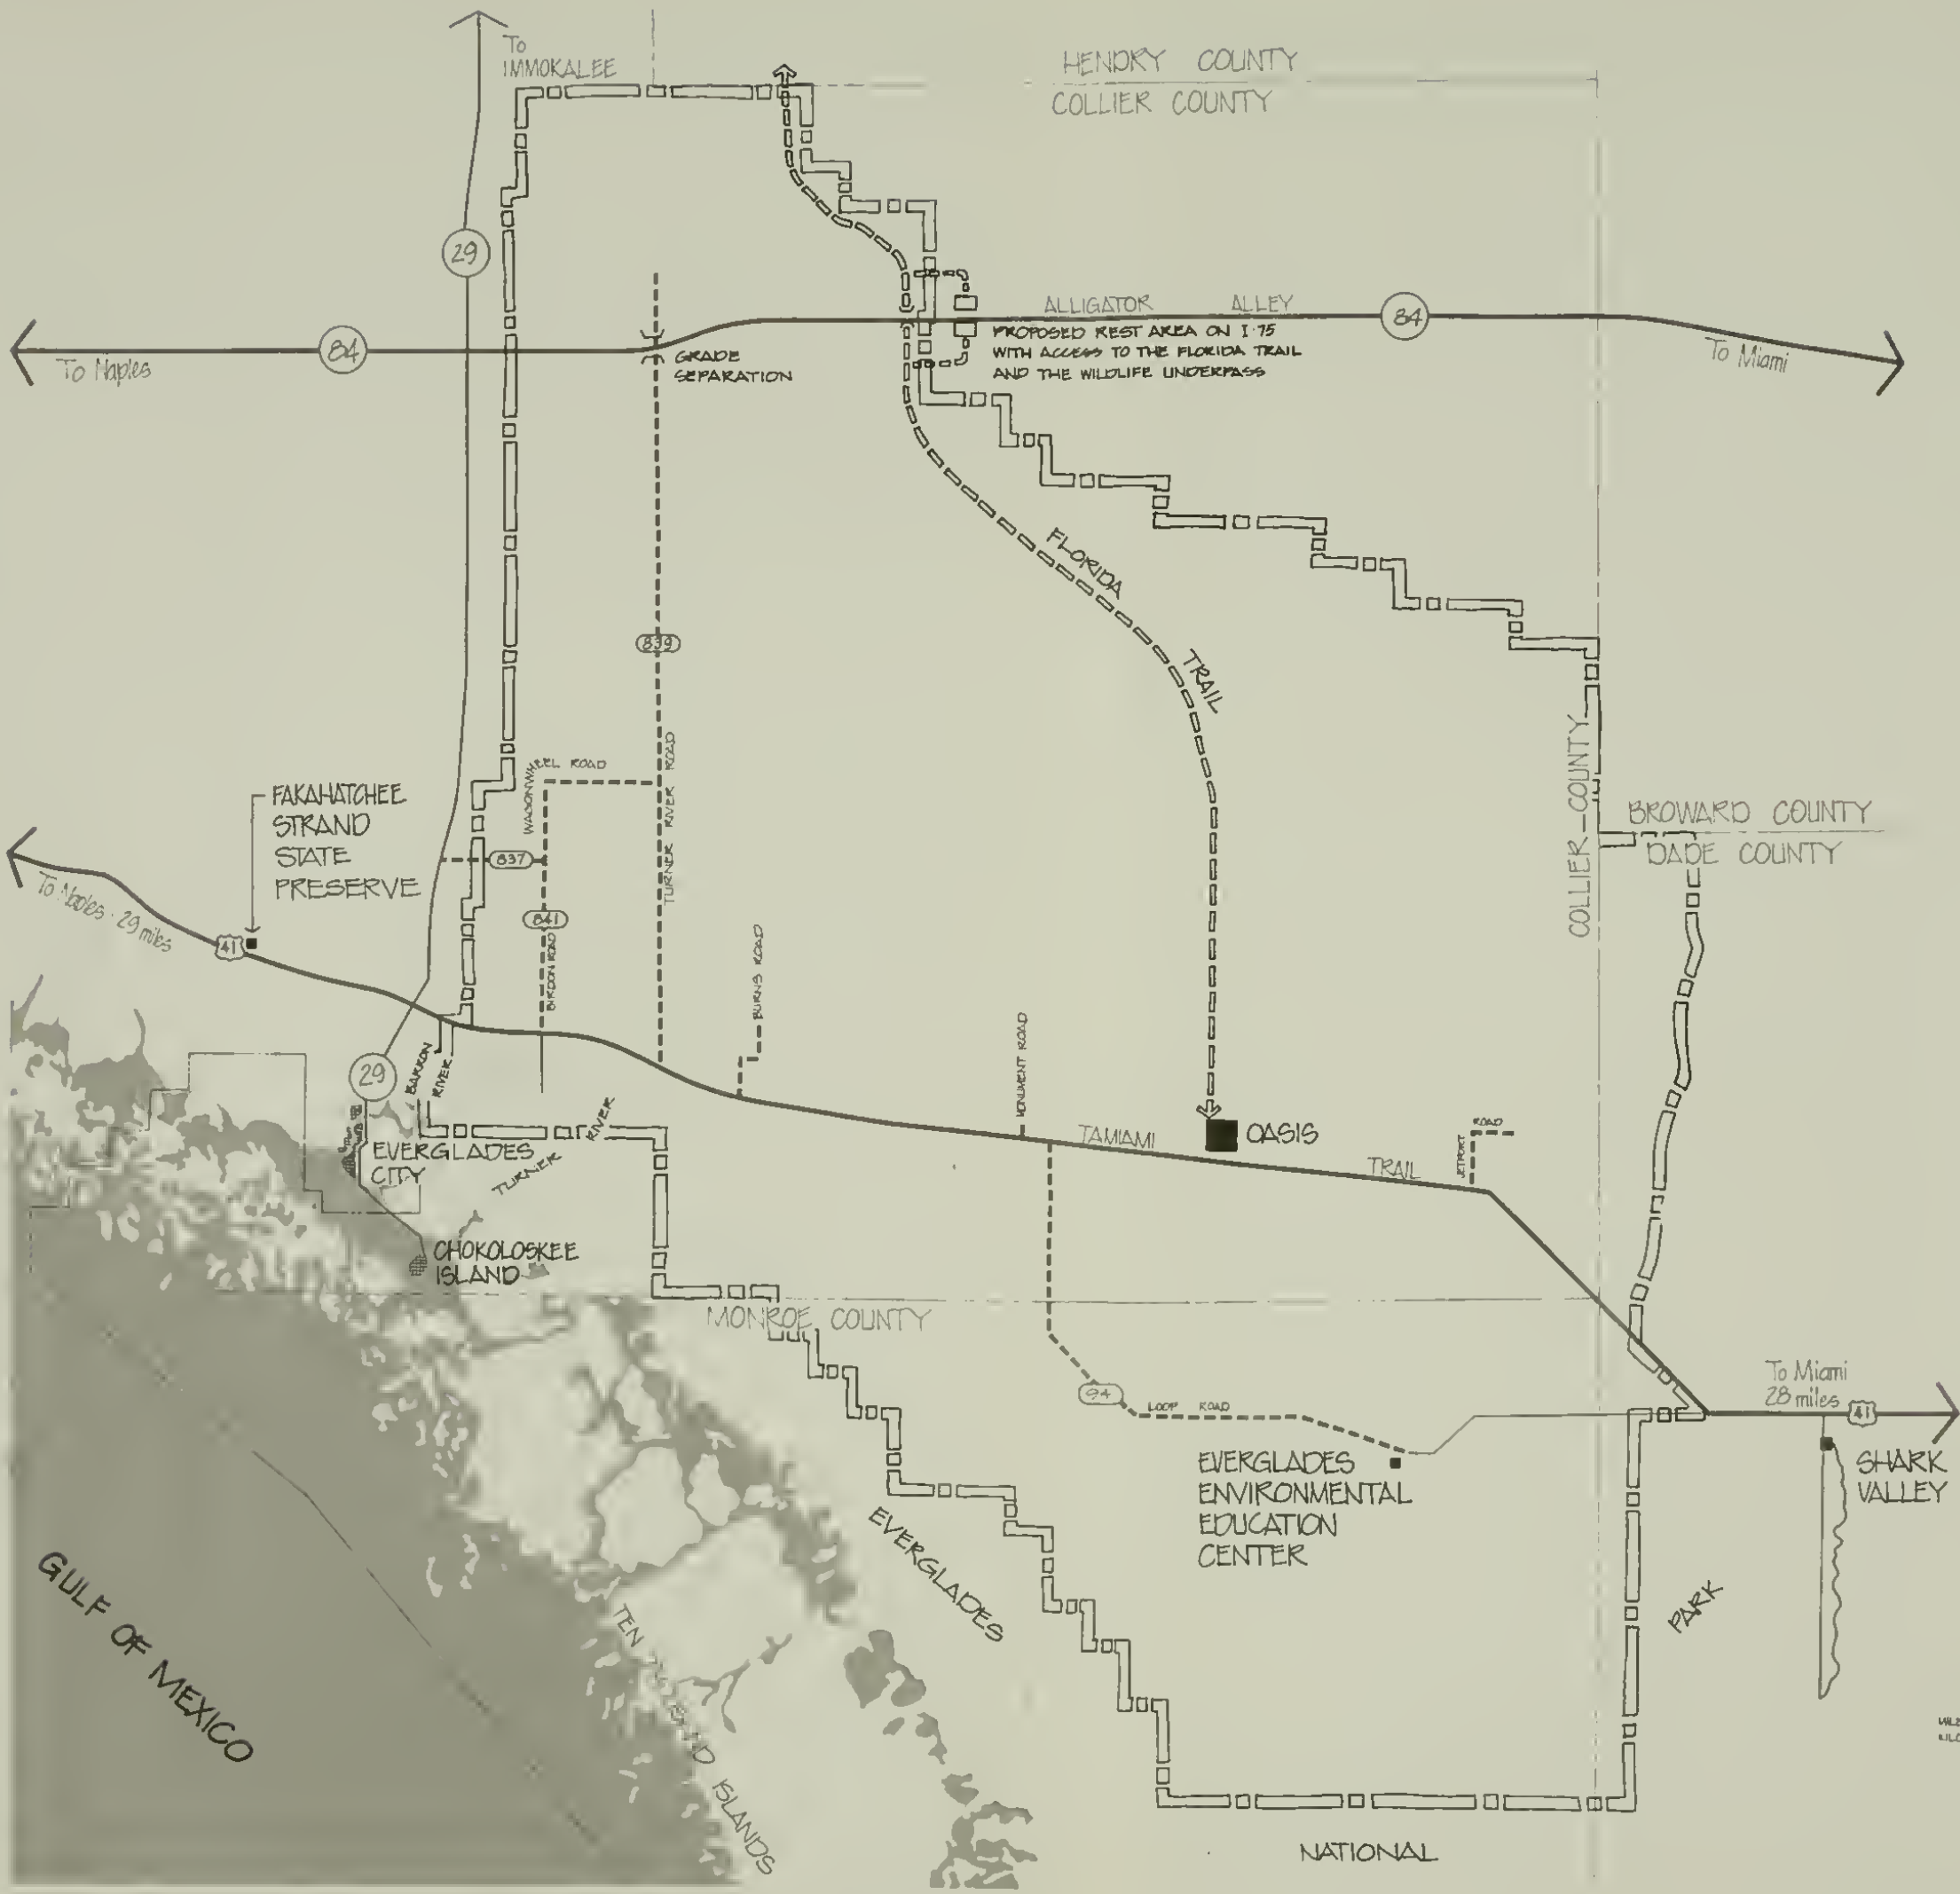 To
IMMOKALEE
HENDRY COUNTY
COLLIER COUNTY
29
ALLIGATOR ALLEY
84
84
To Naples
GRADE
SEPARATION
PROPOSED REST AREA ON I-75
WITH ACCESS TO THE FLORIDA TRAIL
AND THE WILDLIFE UNDERPASS
To Miami
FLORIDA
TRAIL
839
WAGONWHEEL ROAD
TURNER RIVER ROAD
COLLIER COUNTY
BROWARD COUNTY
DADE COUNTY
FAKAHATCHEE
STRAND
STATE
PRESERVE
837
841
BIRDON ROAD
BURNS ROAD
To Naples - 29 miles
41
29
BARRON
RIVER
MONUMENT ROAD
TAMIAMI
TRAIL
OASIS
JETPORT
ROAD
EVERGLADES
CITY
TURNER
RIVER
CHOKOLOSKEE
ISLAND
MONROE COUNTY
94
LOOP ROAD
To Miami
28 miles
41
EVERGLADES
ENVIRONMENTAL
EDUCATION
CENTER
SHARK
VALLEY
EVERGLADES
PARK
GULF OF MEXICO
TEN THOUSAND ISLANDS
NATIONAL